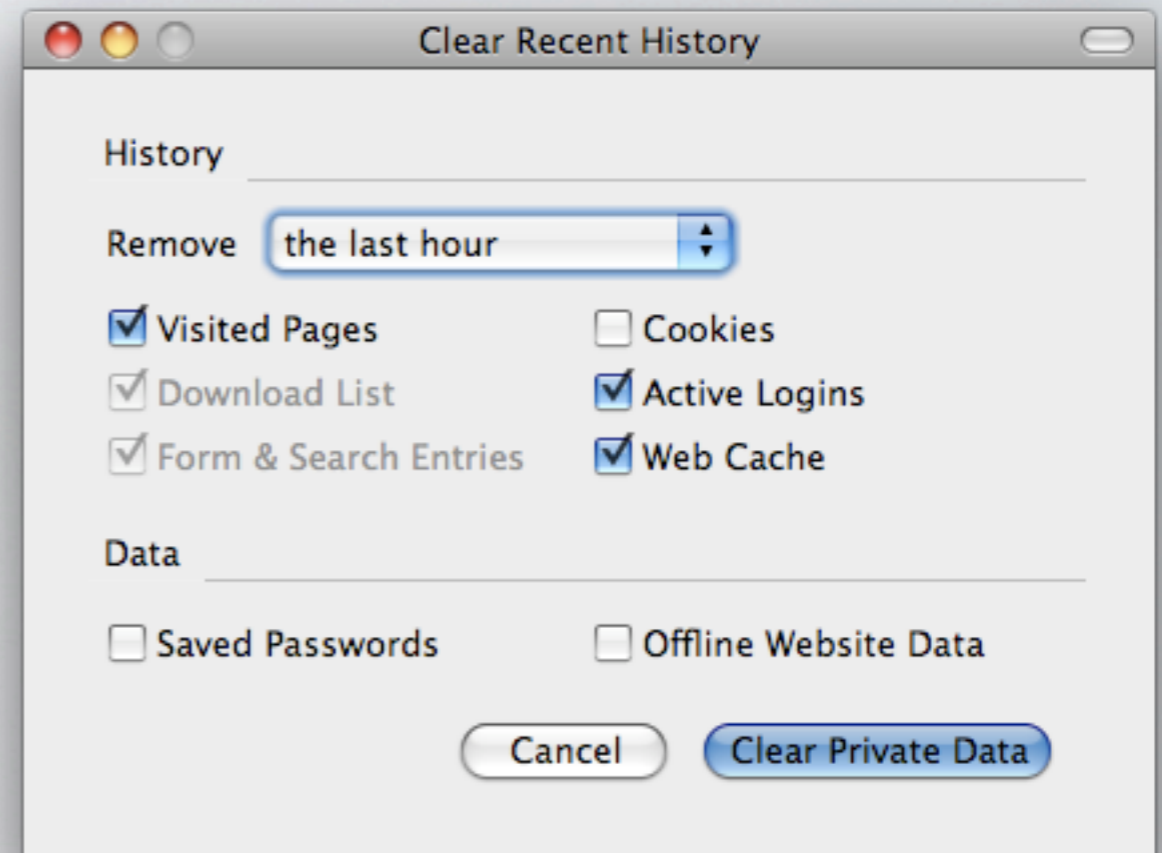 Clear Recent History
History
Remove the last hour
Visited Pages Cookies
Download List Active Logins
Form & Search Entries Web Cache
Data
Saved Passwords Offline Website Data
Cancel Clear Private Data